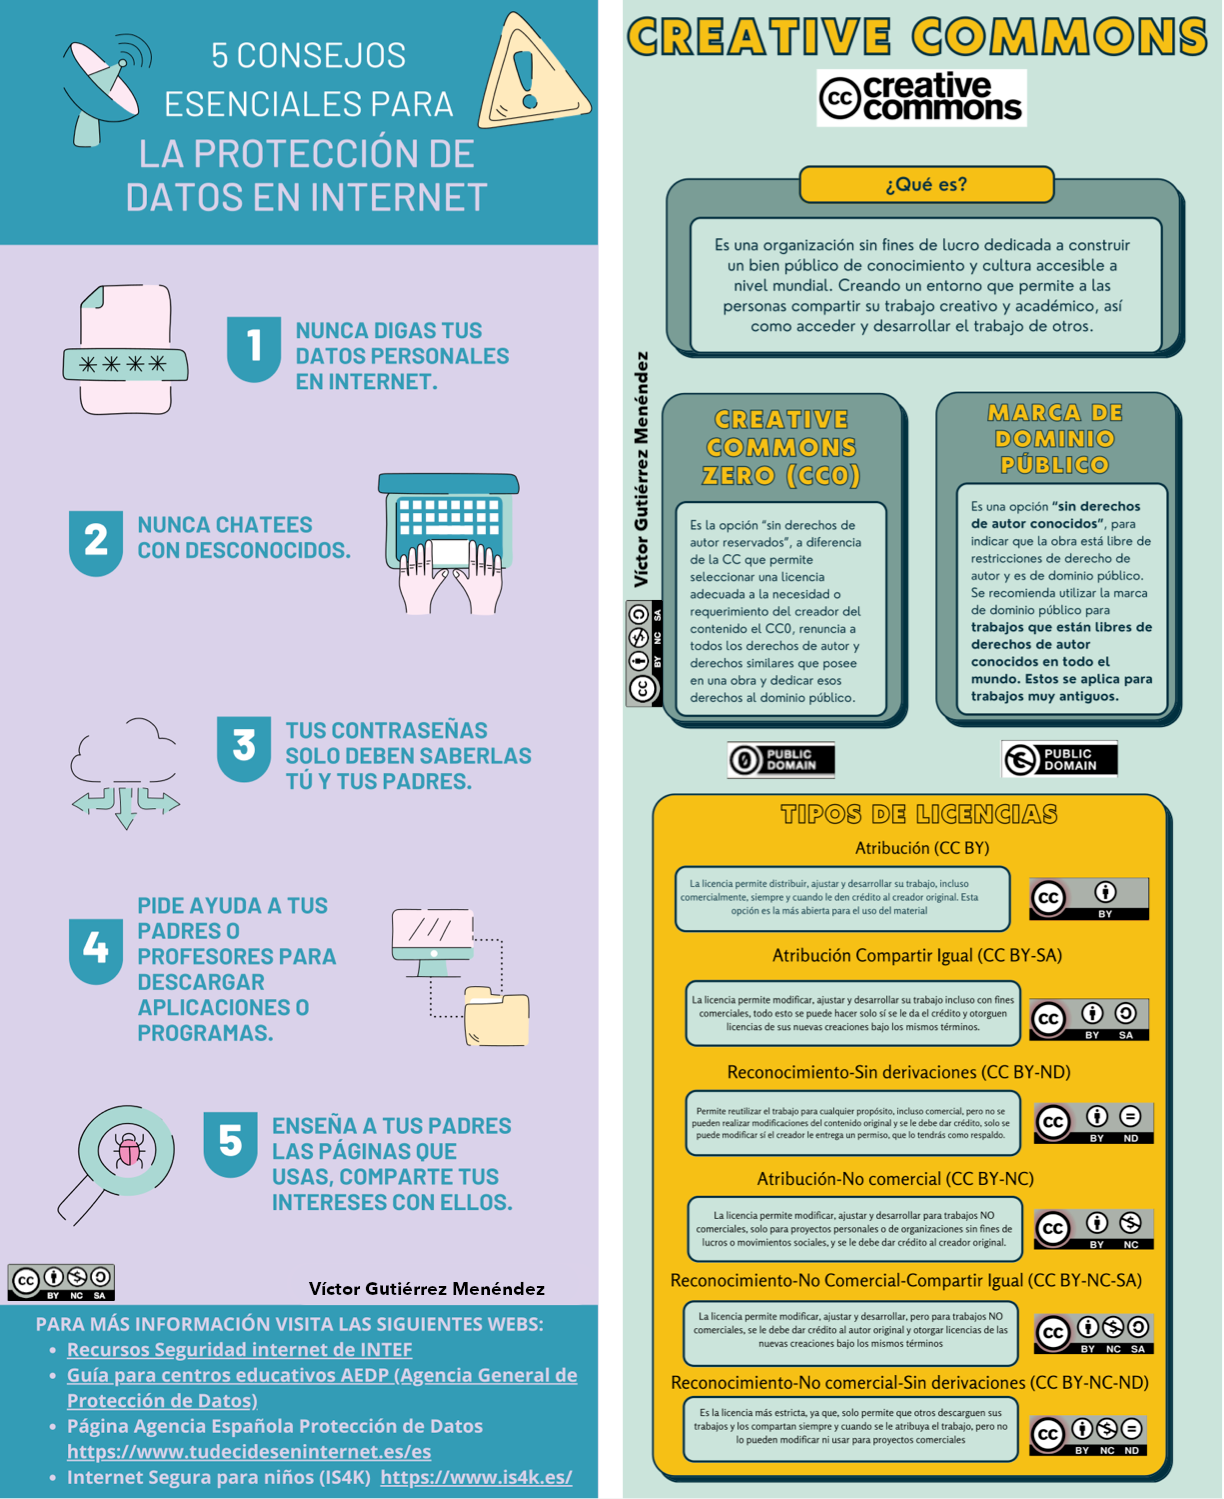 5 CONSEJOS
ESENCIALES PARA
LA PROTECCIÓN DE
DATOS EN INTERNET
1
NUNCA DIGAS TUS
DATOS PERSONALES
EN INTERNET.
2
NUNCA CHATEES
CON DESCONOCIDOS.
3
TUS CONTRASEÑAS
SOLO DEBEN SABERLAS
TÚ Y TUS PADRES.
4
PIDE AYUDA A TUS
PADRES O
PROFESORES PARA
DESCARGAR
APLICACIONES O
PROGRAMAS.
5
ENSEÑA A TUS PADRES
LAS PÁGINAS QUE
USAS, COMPARTE TUS
INTERESES CON ELLOS.
cc
BY NC SA
Víctor Gutiérrez Menéndez
PARA MÁS INFORMACIÓN VISITA LAS SIGUIENTES WEBS:
• Recursos Seguridad internet de INTEF
• Guía para centros educativos AEDP (Agencia General de
Protección de Datos)
• Página Agencia Española Protección de Datos
https://www.tudecideseninternet.es/es
• Internet Segura para niños (IS4K) https://www.is4k.es/
CREATIVE COMMONS
cc creative
commons
¿Qué es?
Es una organización sin fines de lucro dedicada a construir
un bien público de conocimiento y cultura accesible a
nivel mundial. Creando un entorno que permite a las
personas compartir su trabajo creativo y académico, así
como acceder y desarrollar el trabajo de otros.
Víctor Gutiérrez Menéndez
cc
BY NC SA
CREATIVE
COMMONS
ZERO (CC0)
Es la opción “sin derechos de
autor reservados”, a diferencia
de la CC que permite
seleccionar una licencia
adecuada a la necesidad o
requerimiento del creador del
contenido el CC0, renuncia a
todos los derechos de autor y
derechos similares que posee
en una obra y dedicar esos
derechos al dominio público.
PUBLIC
DOMAIN
MARCA DE
DOMINIO
PÚBLICO
Es una opción “sin derechos
de autor conocidos”, para
indicar que la obra está libre de
restricciones de derecho de
autor y es de dominio público.
Se recomienda utilizar la marca
de dominio público para
trabajos que están libres de
derechos de autor
conocidos en todo el
mundo. Estos se aplica para
trabajos muy antiguos.
PUBLIC
DOMAIN
TIPOS DE LICENCIAS
Atribución (CC BY)
La licencia permite distribuir, ajustar y desarrollar su trabajo, incluso
comercialmente, siempre y cuando le den crédito al creador original. Esta
opción es la más abierta para el uso del material
cc
BY
Atribución Compartir Igual (CC BY-SA)
La licencia permite modificar, ajustar y desarrollar su trabajo incluso con fines
comerciales, todo esto se puede hacer solo sí se le da el crédito y otorguen
licencias de sus nuevas creaciones bajo los mismos términos.
cc
BY SA
Reconocimiento-Sin derivaciones (CC BY-ND)
Permite reutilizar el trabajo para cualquier propósito, incluso comercial, pero no se
pueden realizar modificaciones del contenido original y se le debe dar crédito, solo se
puede modificar sí el creador le entrega un permiso, que lo tendrás como respaldo.
cc
BY ND
Atribución-No comercial (CC BY-NC)
La licencia permite modificar, ajustar y desarrollar para trabajos NO
comerciales, solo para proyectos personales o de organizaciones sin fines de
lucros o movimientos sociales, y se le debe dar crédito al creador original.
cc
BY NC
Reconocimiento-No Comercial-Compartir Igual (CC BY-NC-SA)
La licencia permite modificar, ajustar y desarrollar, pero para trabajos NO
comerciales, se le debe dar crédito al autor original y otorgar licencias de las
nuevas creaciones bajo los mismos términos
cc
BY NC SA
Reconocimiento-No comercial-Sin derivaciones (CC BY-NC-ND)
Es la licencia más estricta, ya que, solo permite que otros descarguen sus
trabajos y los compartan siempre y cuando se le atribuya el trabajo, pero no
lo pueden modificar ni usar para proyectos comerciales
cc
BY NC ND